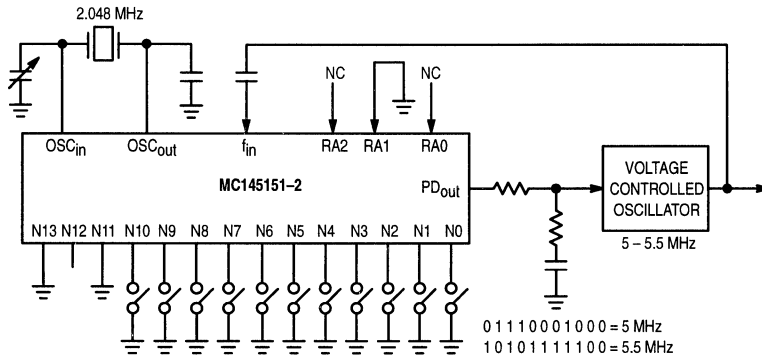 2.048 MHz
NC NC
OSCin OSCout fin RA2 RA1 RA0
MC145151–2
PDout
N13 N12 N11 N10 N9 N8 N7 N6 N5 N4 N3 N2 N1 N0
VOLTAGE
CONTROLLED
OSCILLATOR
5 – 5.5 MHz
0 1 1 1 0 0 0 1 0 0 0 = 5 MHz
1 0 1 0 1 1 1 1 1 0 0 = 5.5 MHz